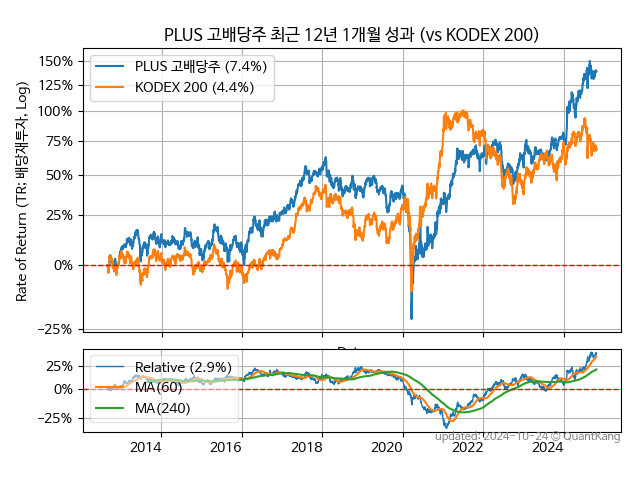 PLUS 고배당주 최근 12년 1개월 성과 (vs KODEX 200)
Rate of Return (TR: 배당재투자, Log)
150%
125%
100%
75%
50%
25%
0%
−25%
PLUS 고배당주 (7.4%)
KODEX 200 (4.4%)
25%
0%
−25%
Relative (2.9%)
MA(60)
MA(240)
2014
2016
2018
2020
2022
2024
updated: 2024-10-24 © QuantKang